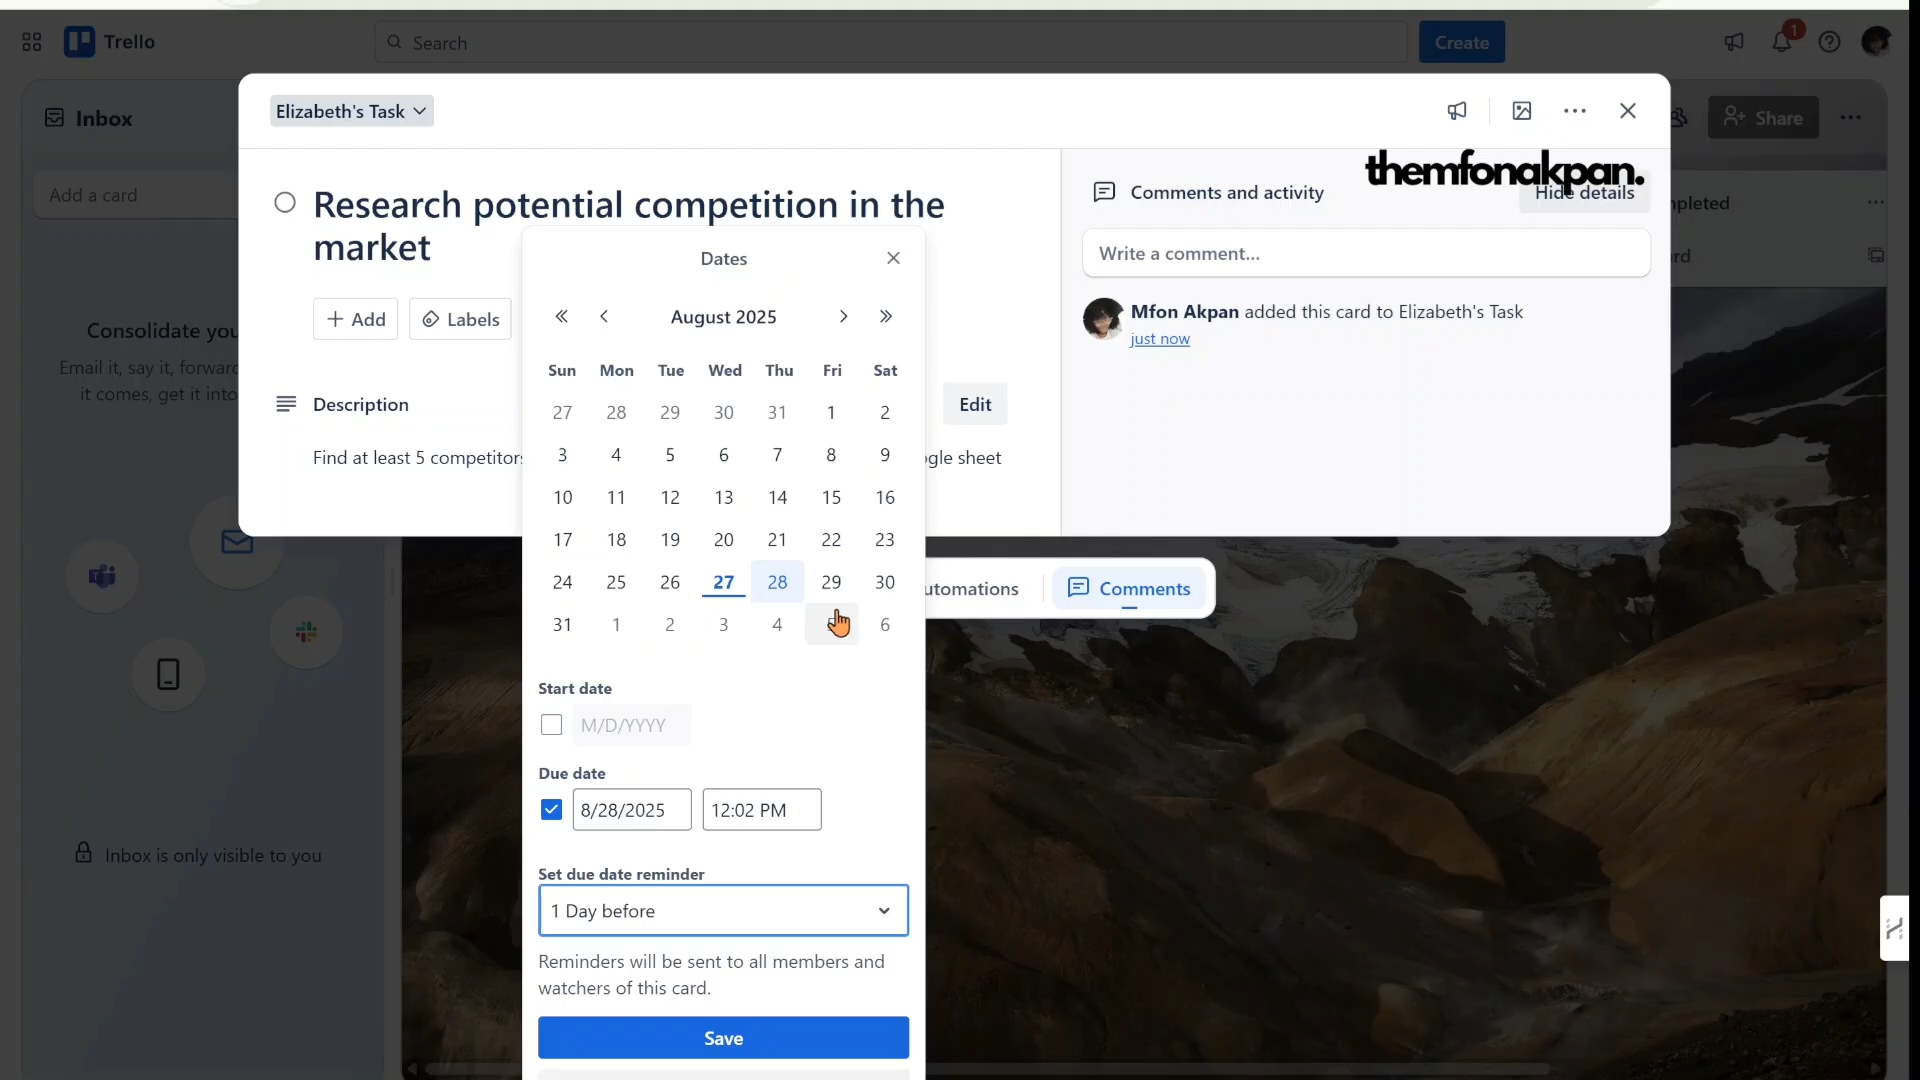 Trello
Search
Create
1
Inbox
Add a card
Consolidate you
Email it, say it, forward
it comes, get it into
Inbox is only visible to you
Share
Elizabeth's Task
themfonakpan.
Research potential competition in the
market
Add
Labels
Description
Edit
Find at least 5 competitors
gle sheet
Comments and activity
Hide details
Write a comment...
Mfon Akpan added this card to Elizabeth's Task
just now
mpleted
rd
Dates
August 2025
Sun Mon Tue Wed Thu Fri Sat
27 28 29 30 31 1 2
3 4 5 6 7 8 9
10 11 12 13 14 15 16
17 18 19 20 21 22 23
24 25 26 27 28 29 30
31 1 2 3 4 6
Start date
M/D/YYYY
Due date
8/28/2025
12:02 PM
Set due date reminder
1 Day before
Reminders will be sent to all members and
watchers of this card.
Save
utomations
Comments